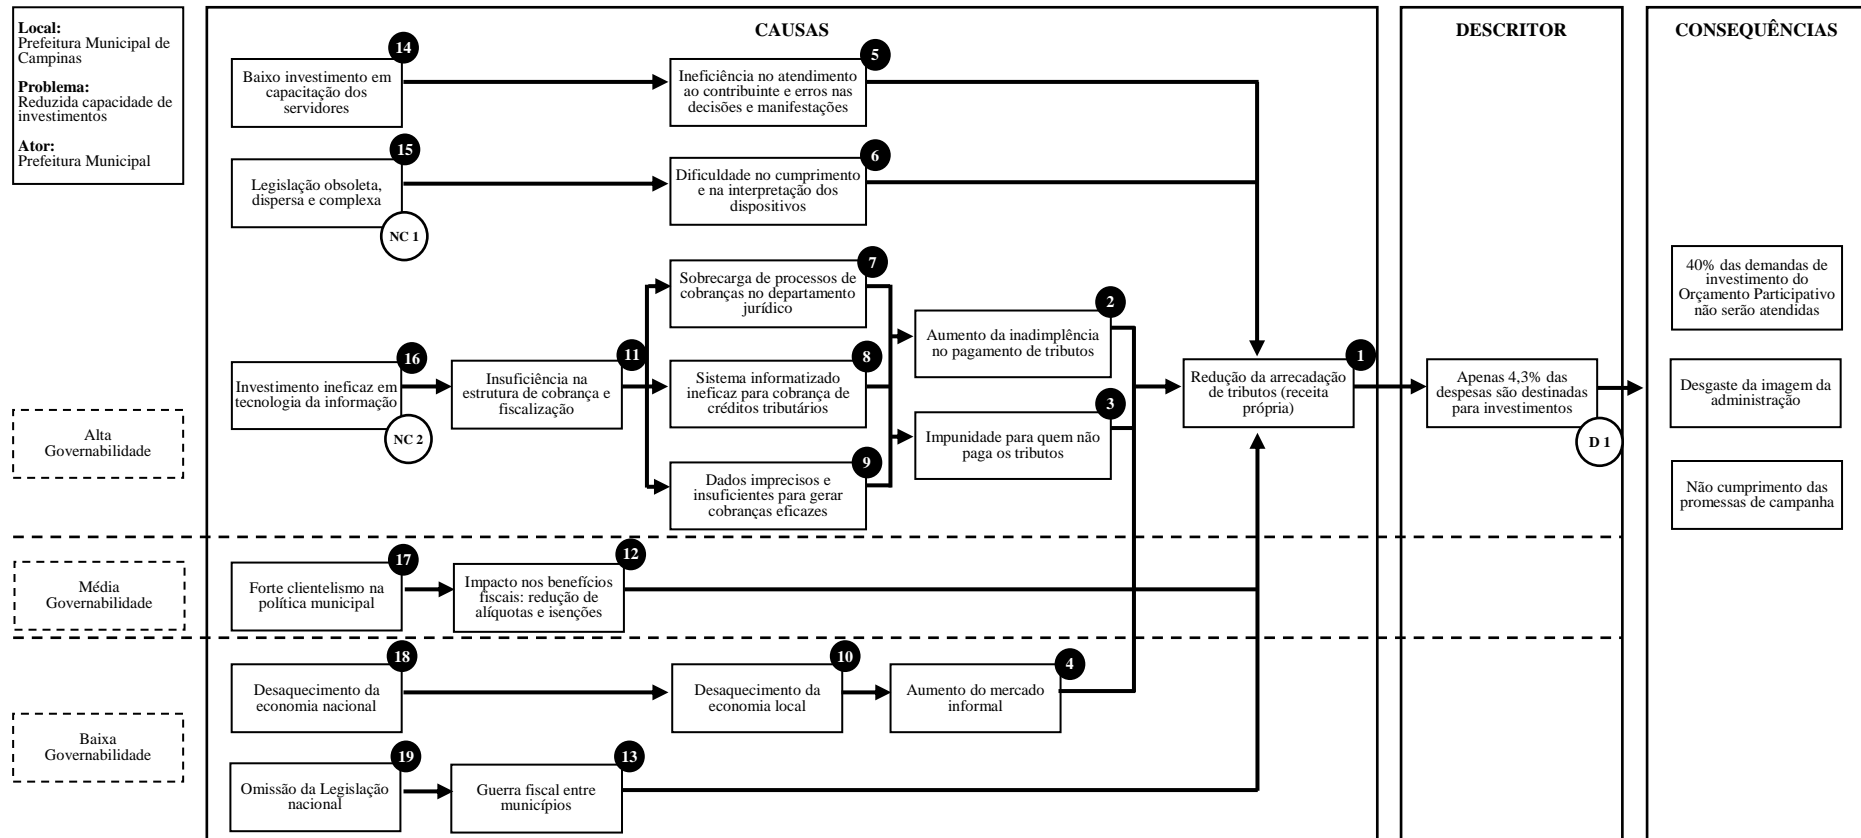 Local:
Prefeitura Municipal de
Campinas
Problema:
Reduzida capacidade de
investimentos
Ator:
Prefeitura Municipal
CAUSAS
DESCRITOR
CONSEQUÊNCIAS
14
Baixo investimento em
capacitação dos
servidores
5
Ineficiência no atendimento
ao contribuinte e erros nas
decisões e manifestações
15
Legislação obsoleta,
dispersa e complexa
NC 1
6
Dificuldade no cumprimento
e na interpretação dos
dispositivos
7
Sobrecarga de processos de
cobranças no departamento
jurídico
2
Aumento da inadimplência
no pagamento de tributos
40% das demandas de
investimento do
Orçamento Participativo
não serão atendidas
16
Investimento ineficaz em
tecnologia da informação
NC 2
11
Insuficiência na
estrutura de cobrança e
fiscalização
8
Sistema informatizado
ineficaz para cobrança de
créditos tributários
1
Redução da arrecadação
de tributos (receita
própria)
Apenas 4,3% das
despesas são destinadas
para investimentos
D 1
Desgaste da imagem da
administração
3
Impunidade para quem não
paga os tributos
Alta
Governabilidade
9
Dados imprecisos e
insuficientes para gerar
cobranças eficazes
Não cumprimento das
promessas de campanha
Média
Governabilidade
17
Forte clientelismo na
política municipal
12
Impacto nos benefícios
fiscais: redução de
alíquotas e isenções
18
Desaquecimento da
economia nacional
10
Desaquecimento da
economia local
4
Aumento do mercado
informal
Baixa
Governabilidade
19
Omissão da Legislação
nacional
13
Guerra fiscal entre
municípios